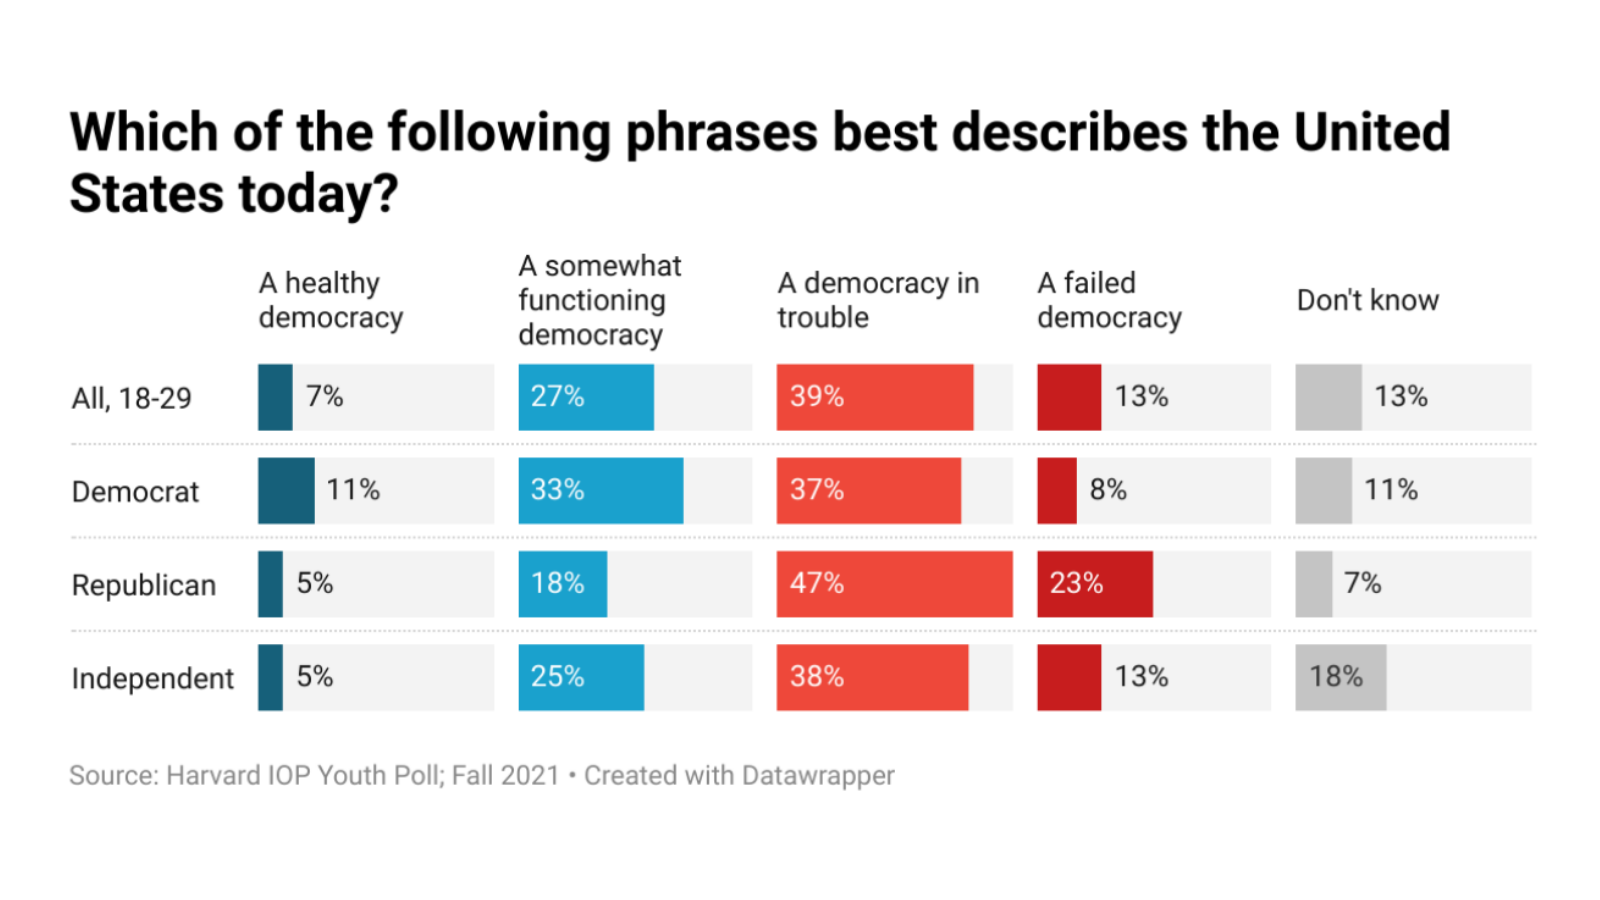 Which of the following phrases best describes the United
States today?
A healthy
democracy
A somewhat
functioning
democracy
A democracy in
trouble
A failed
democracy
Don't know
All, 18-29 7% 27% 39% 13% 13%
Democrat 11% 33% 37% 8% 11%
Republican 5% 18% 47% 23% 7%
Independent 5% 25% 38% 13% 18%
Source: Harvard IOP Youth Poll; Fall 2021 • Created with Datawrapper